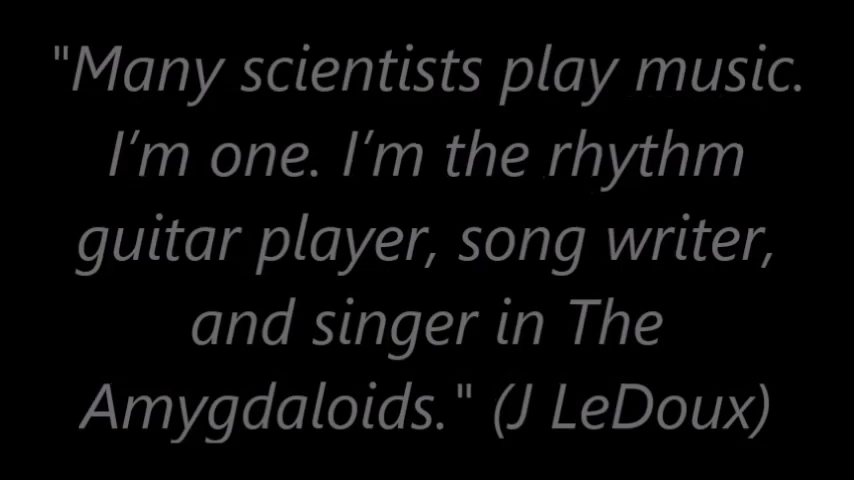 "Many scientists play music.
I’m one. I’m the rhythm
guitar player, song writer,
and singer in The
Amygdaloids." (J LeDoux)